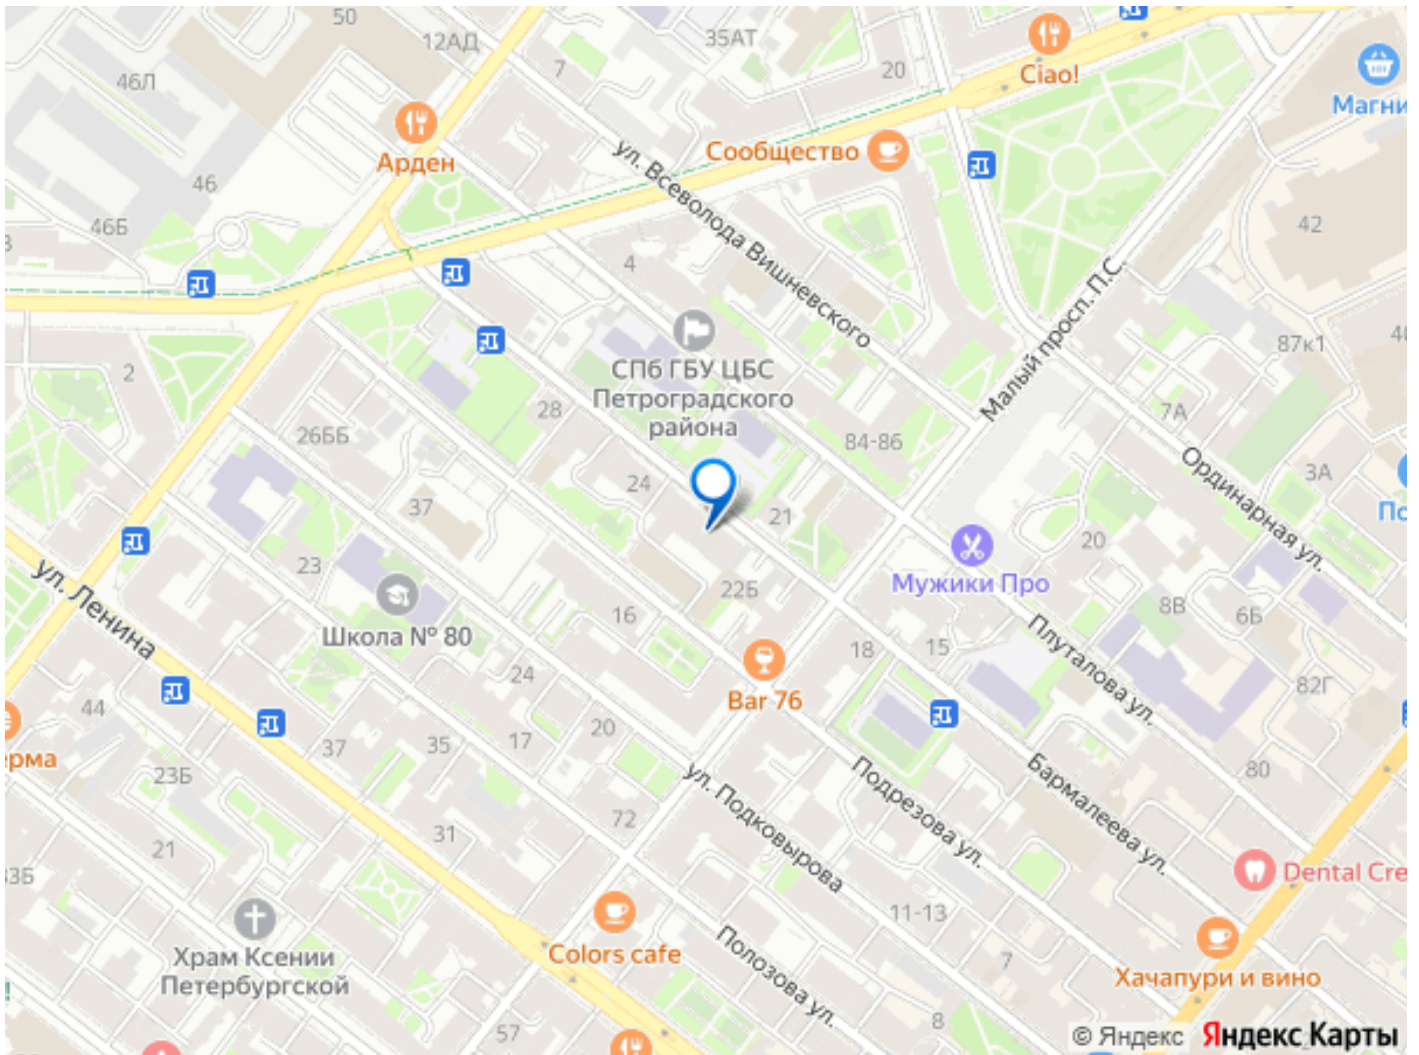 50
12АД
35АТ
7
20
Ciao!
46Л
Магни
Арден
Сообщество
ул. Всеволода Вишневского
46
46Б
42
4
Малый просп. П.С.
87к1
СПб ГБУ ЦБС
Петроградского
района
2
28
7А
26ББ
84-86
Ординарная ул.
3А
24
37
21
Мужики Про
20
23
22Б
ул. Ленина
Школа № 80
16
8В
6Б
Плуталова ул.
18
15
24
Bar 76
82Г
44
20
37
35
17
рма
23Б
Бармалеева ул.
80
Подрезова ул.
ул. Подковырова
72
31
21
35Б
Dental Cre
11-13
Colors cafe
Полозова ул.
Храм Ксении
Петербургской
7
Хачапури и вино
8
57
© Яндекс
Яндекс Карты